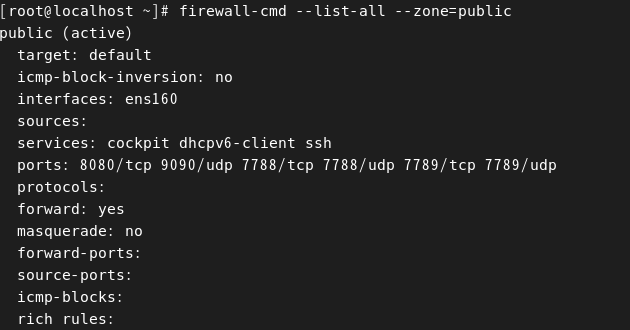 [root@localhost ~]# firewall-cmd --list-all --zone=public
public (active)
  target: default
  icmp-block-inversion: no
  interfaces: ens160
  sources:
  services: cockpit dhcpv6-client ssh
  ports: 8080/tcp 9090/udp 7788/tcp 7788/udp 7789/tcp 7789/udp
  protocols:
  forward: yes
  masquerade: no
  forward-ports:
  source-ports:
  icmp-blocks:
  rich rules: